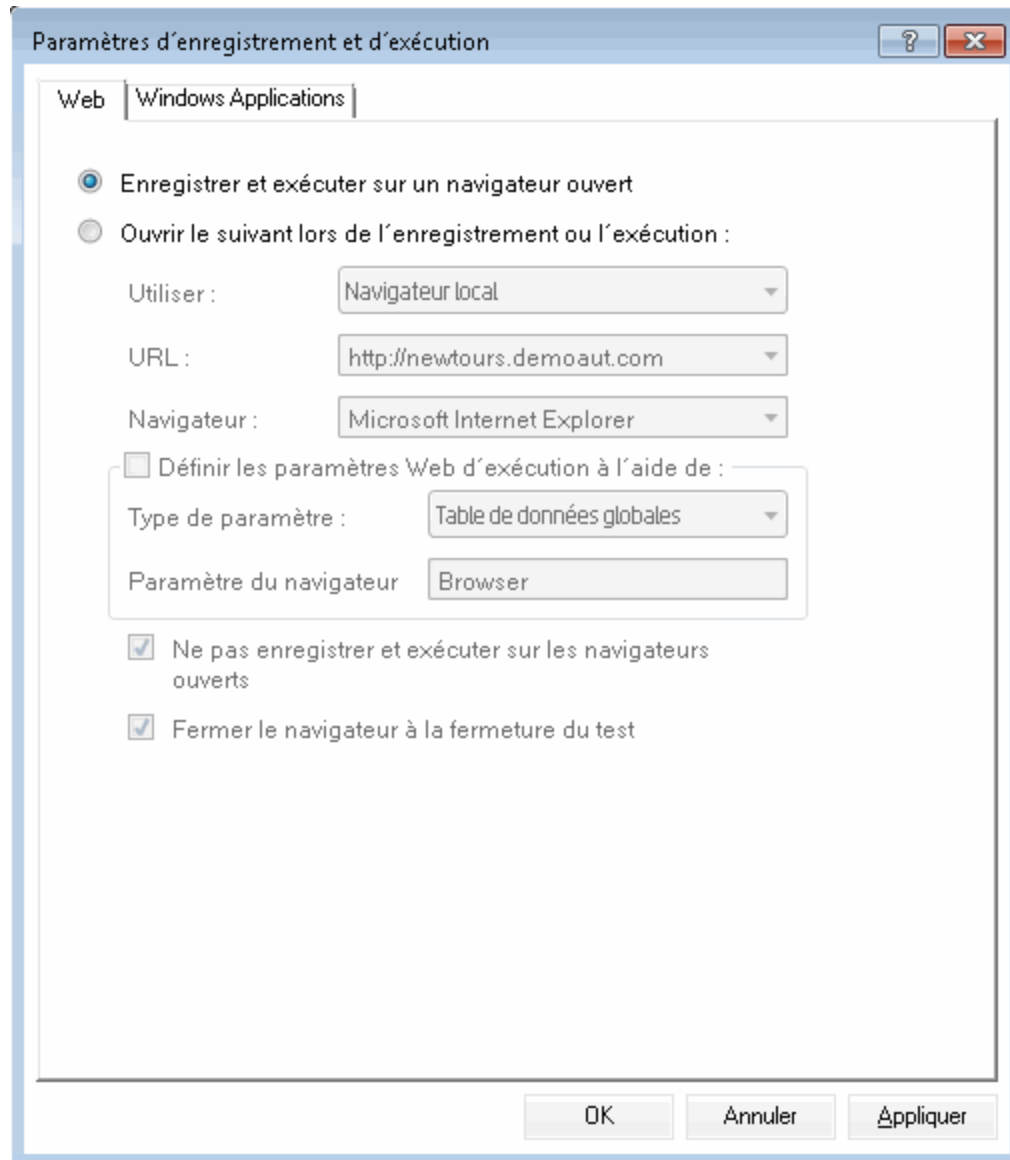 Paramètres d´enregistrement et d´exécution
Web
Windows Applications
Enregistrer et exécuter sur un navigateur ouvert
Ouvrir le suivant lors de l´enregistrement ou l´exécution :
Utiliser :
Navigateur local
URL :
http://newtours.demoaut.com
Navigateur :
Microsoft Internet Explorer
Définir les paramètres Web d´exécution à l´aide de :
Type de paramètre :
Table de données globales
Paramètre du navigateur
Browser
Ne pas enregistrer et exécuter sur les navigateurs
ouverts
Fermer le navigateur à la fermeture du test
OK
Annuler
Appliquer